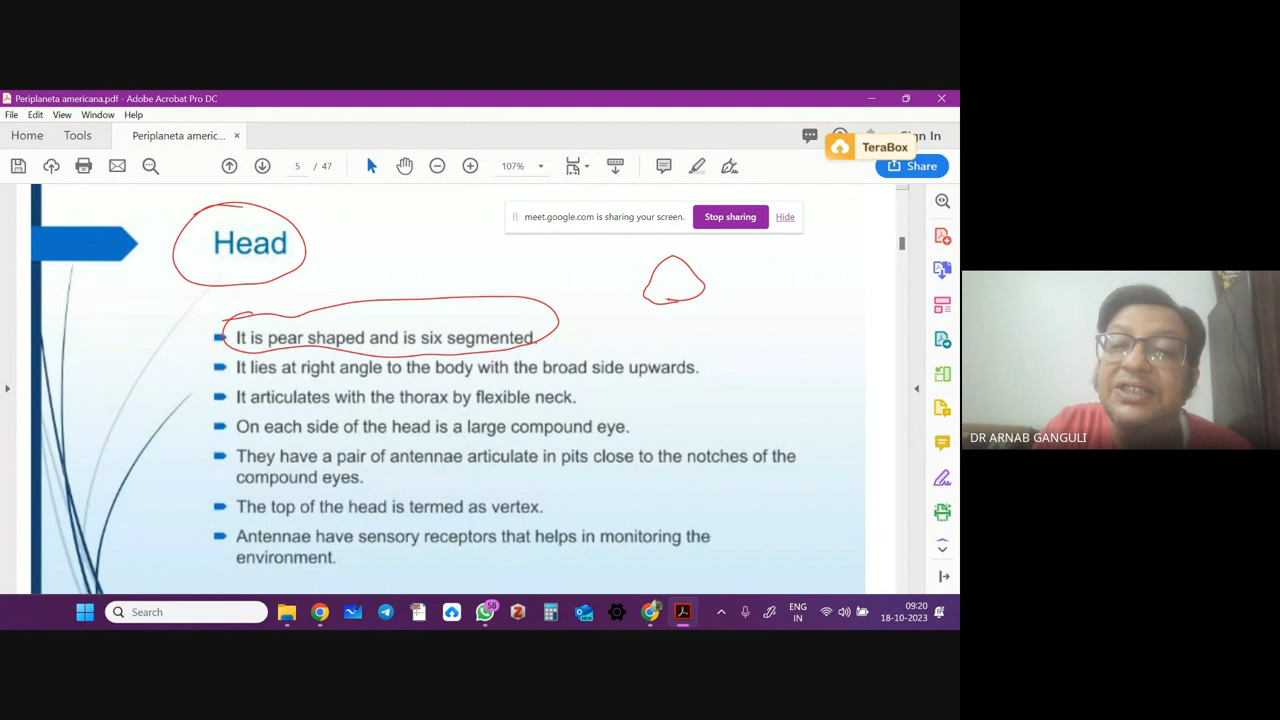 Periplaneta americana.pdf - Adobe Acrobat Pro DC
File Edit View Window Help
Home Tools Periplaneta americ... × Sign In
TeraBox
5 / 47 107% Share
meet.google.com is sharing your screen. Stop sharing Hide
Head
It is pear shaped and is six segmented.
It lies at right angle to the body with the broad side upwards.
It articulates with the thorax by flexible neck.
On each side of the head is a large compound eye.
They have a pair of antennae articulate in pits close to the notches of the
compound eyes.
The top of the head is termed as vertex.
Antennae have sensory receptors that helps in monitoring the
environment.
DR ARNAB GANGULI
Search 58 ENG 09:20
IN 18-10-2023